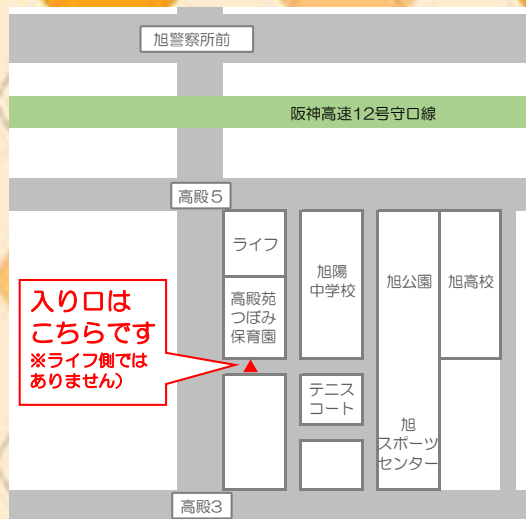 旭警察所前
阪神高速12号守口線
高殿5
ライフ
高殿苑
つぼみ
保育園
旭陽
中学校
旭公園
旭高校
入り口は
こちらです
※ライフ側では
ありません）
テニス
コート
旭
スポーツ
センター
高殿3